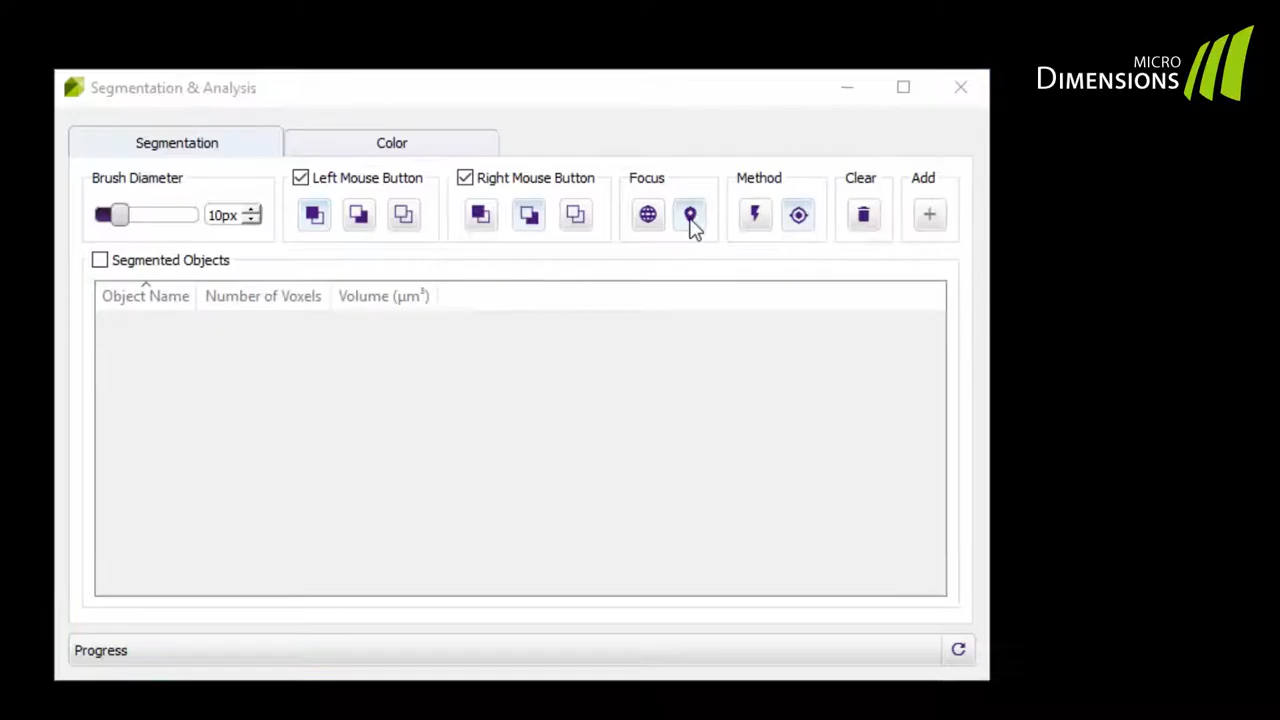 MICRO
DIMENSIONS
Segmentation & Analysis
Segmentation
Color
Brush Diameter
Left Mouse Button
Right Mouse Button
Focus
Method
Clear
Add
10px
Segmented Objects
Object Name
Number of Voxels
Volume (µm³)
Progress